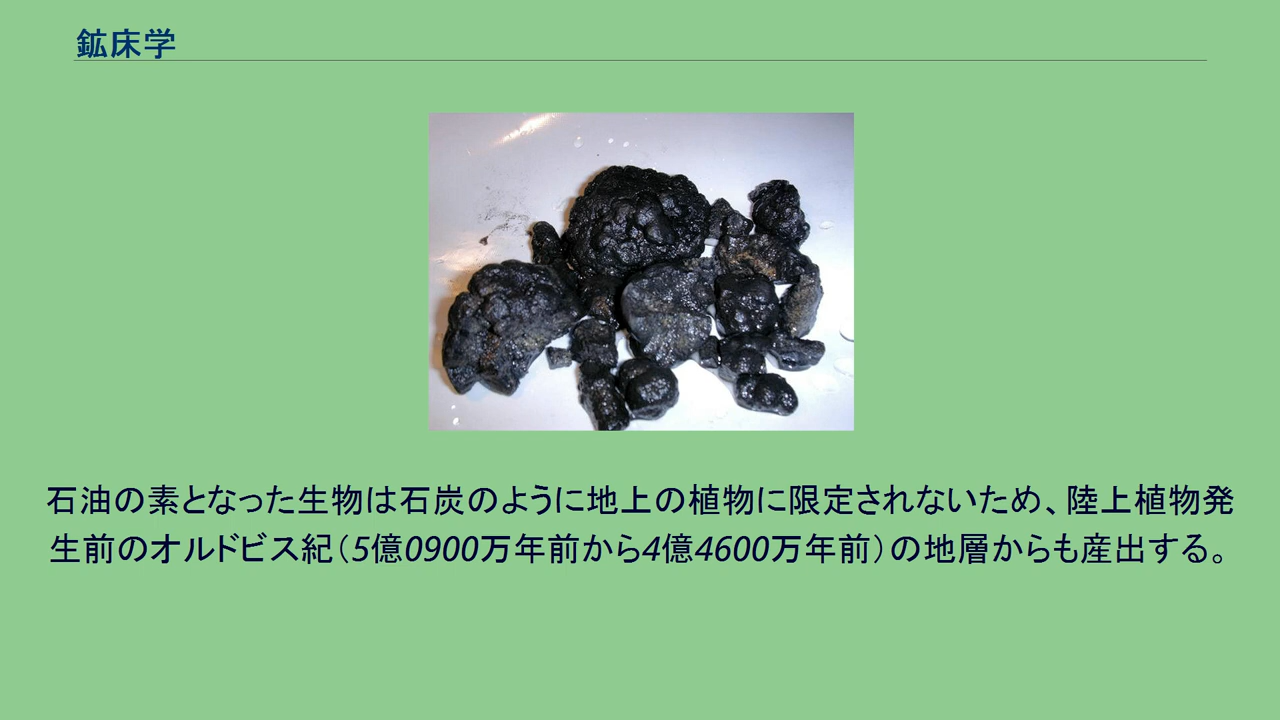 鉱床学
石油の素となった生物は石炭のように地上の植物に限定されないため、陸上植物発
生前のオルドビス紀（5億0900万年前から4億4600万年前）の地層からも産出する。